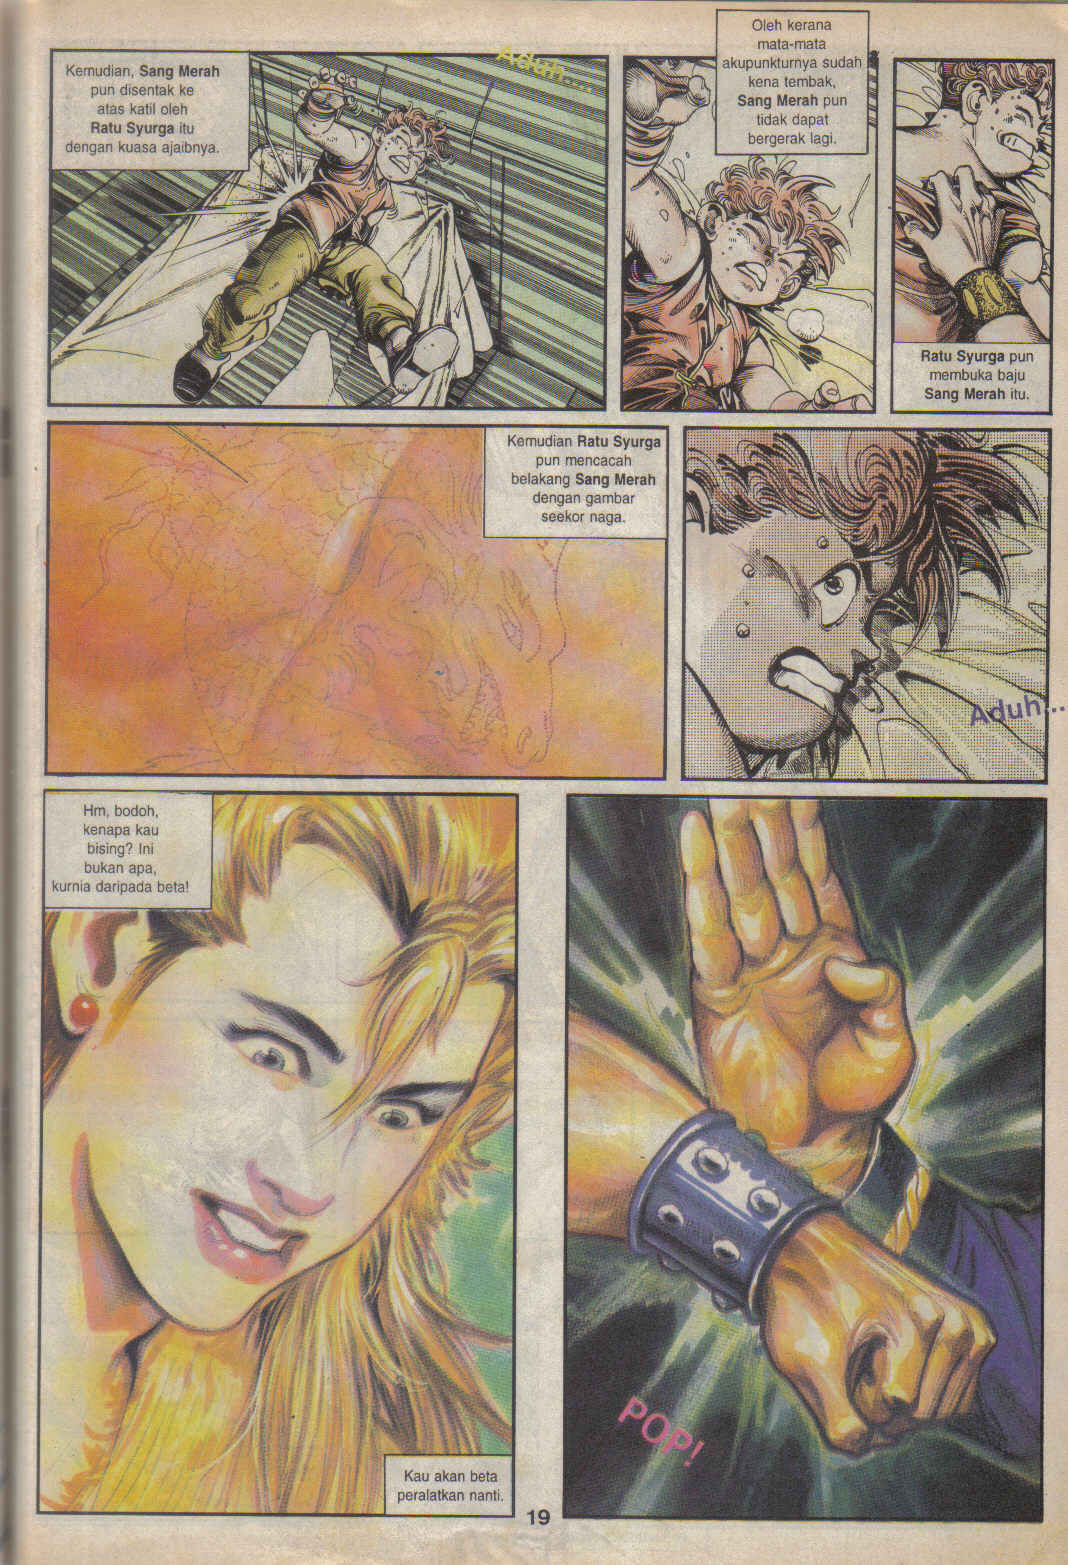 Kemudian, Sang Merah
pun disentak ke
atas katil oleh
Ratu Syurga itu
dengan kuasa ajaibnya.
Aduh...
Oleh kerana
mata-mata
akupunkturnya sudah
kena tembak,
Sang Merah pun
tidak dapat
bergerak lagi.
Ratu Syurga pun
membuka baju
Sang Merah itu.
Kemudian Ratu Syurga
pun mencacah
belakang Sang Merah
dengan gambar
seekor naga.
Aduh...
Hm, bodoh,
kenapa kau
bising? Ini
bukan apa,
kurnia daripada beta!
Kau akan beta
peralatkan nanti.
POP!
19